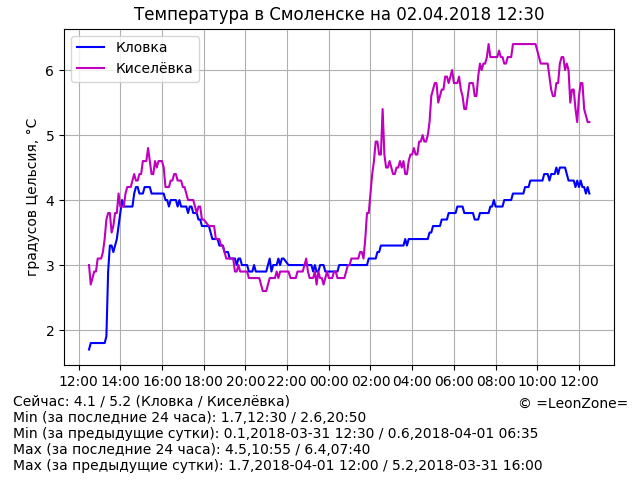 Температура в Смоленске на 02.04.2018 12:30
Кловка
Киселёвка
градусов Цельсия, °C
6
5
4
3
2
12:00 14:00 16:00 18:00 20:00 22:00 00:00 02:00 04:00 06:00 08:00 10:00 12:00
Сейчас: 4.1 / 5.2 (Кловка / Киселёвка)
© =LeonZone=
Min (за последние 24 часа): 1.7,12:30 / 2.6,20:50
Min (за предыдущие сутки): 0.1,2018-03-31 12:30 / 0.6,2018-04-01 06:35
Max (за последние 24 часа): 4.5,10:55 / 6.4,07:40
Max (за предыдущие сутки): 1.7,2018-04-01 12:00 / 5.2,2018-03-31 16:00